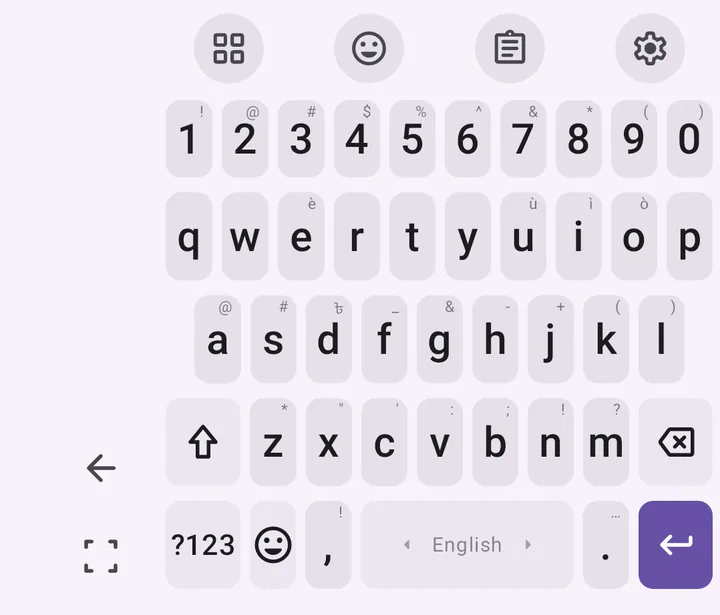 ! @ # $ % ^ & * ( )
1 2 3 4 5 6 7 8 9 0
è ù ì ò
q w e r t y u i o p
@ # ъ _ & - + ( )
a s d f g h j k l
* " ' : ; ! ?
z x c v b n m
! ...
?123 , English .